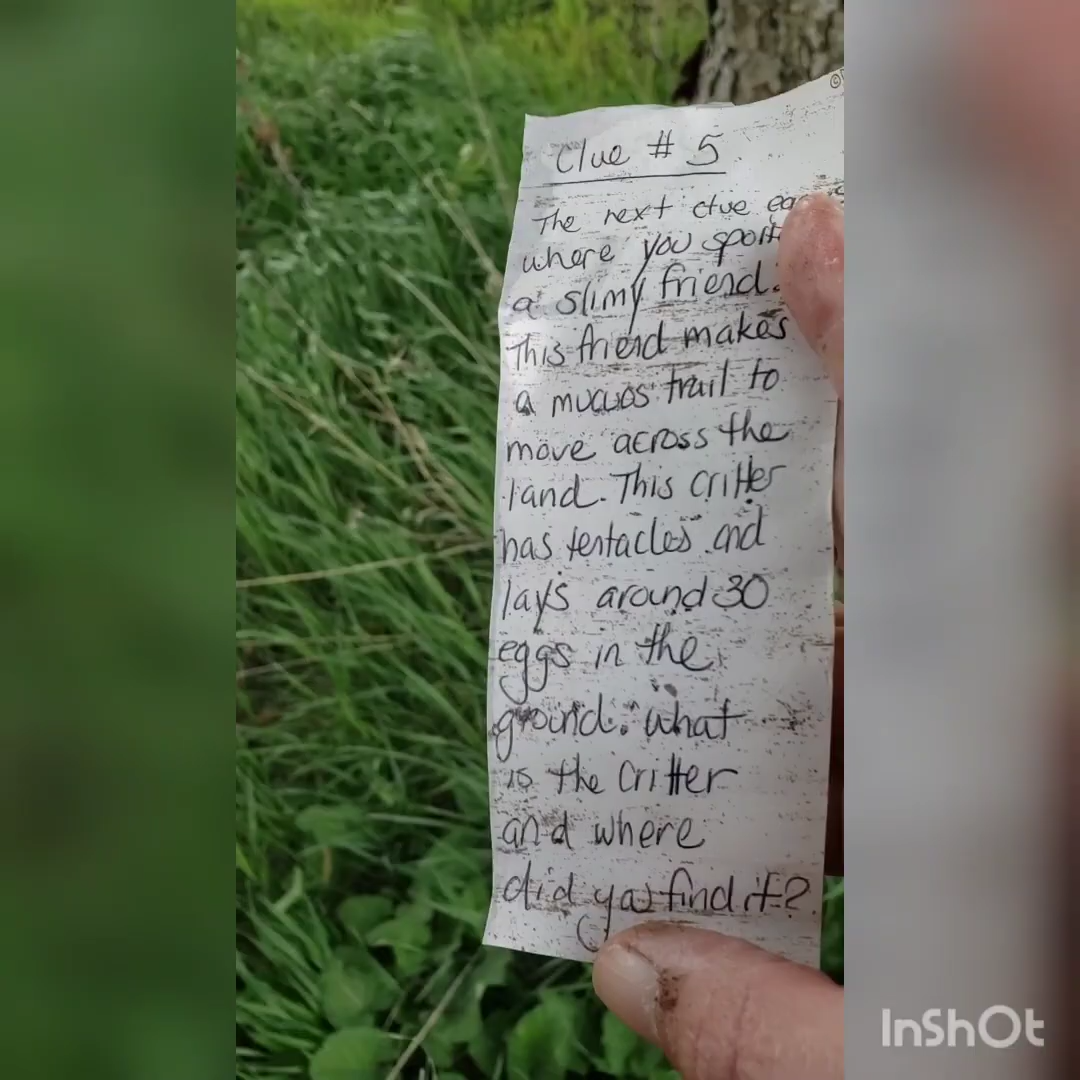 Clue # 5
The next clue
where you sport
a slimy friend.
This friend makes
a mucuos trail to
move across the
land. This critter
has tentacles and
lays around 30
eggs in the
ground. What
is the Critter
and where
did you find it?
InShOt